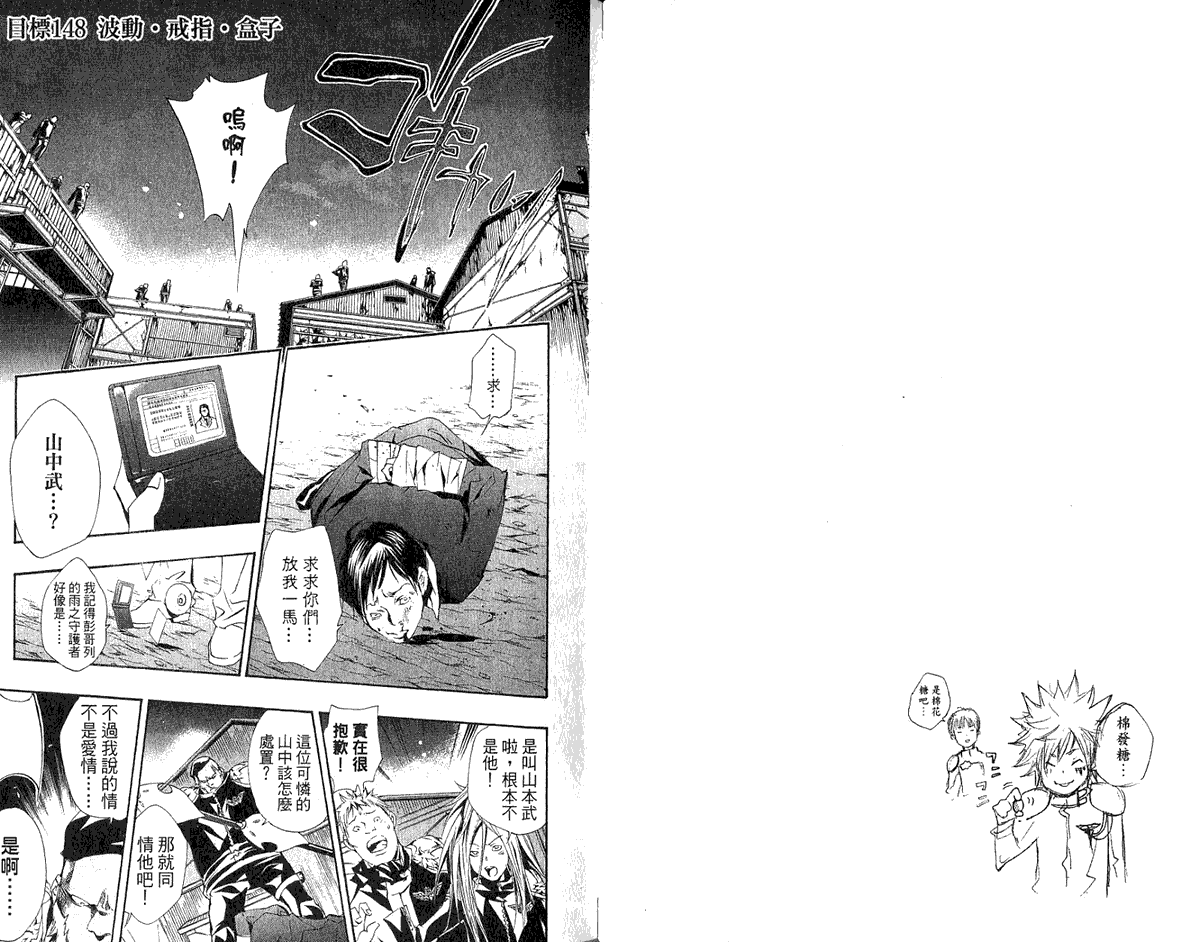 棉發糖…
是棉花
糖吧…
目標148 波動・戒指・盒子
嗚啊！
ゴキャッ
……求…
求求你們…
放我一馬…
山中武…？
我記得彭哥列
的雨之守護者
好像是……
是叫山本武
啦，根本不
是他！
實在很
抱歉！
這位可憐的
山中該怎麼
處置？
那就同
情他吧！
不過我說的情
不是愛情……
是啊……